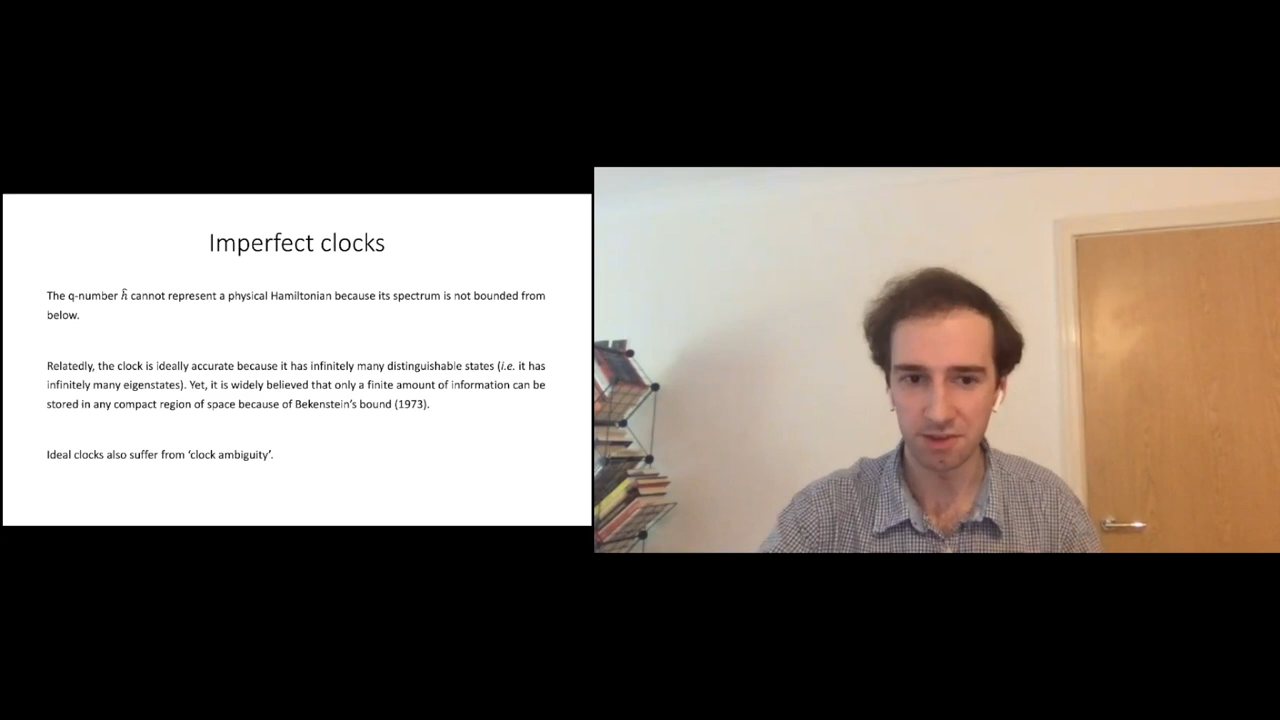 Imperfect clocks
The q-number ĥ cannot represent a physical Hamiltonian because its spectrum is not bounded from
below.
Relatedly, the clock is ideally accurate because it has infinitely many distinguishable states (i.e. it has
infinitely many eigenstates). Yet, it is widely believed that only a finite amount of information can be
stored in any compact region of space because of Bekenstein’s bound (1973).
Ideal clocks also suffer from ‘clock ambiguity’.